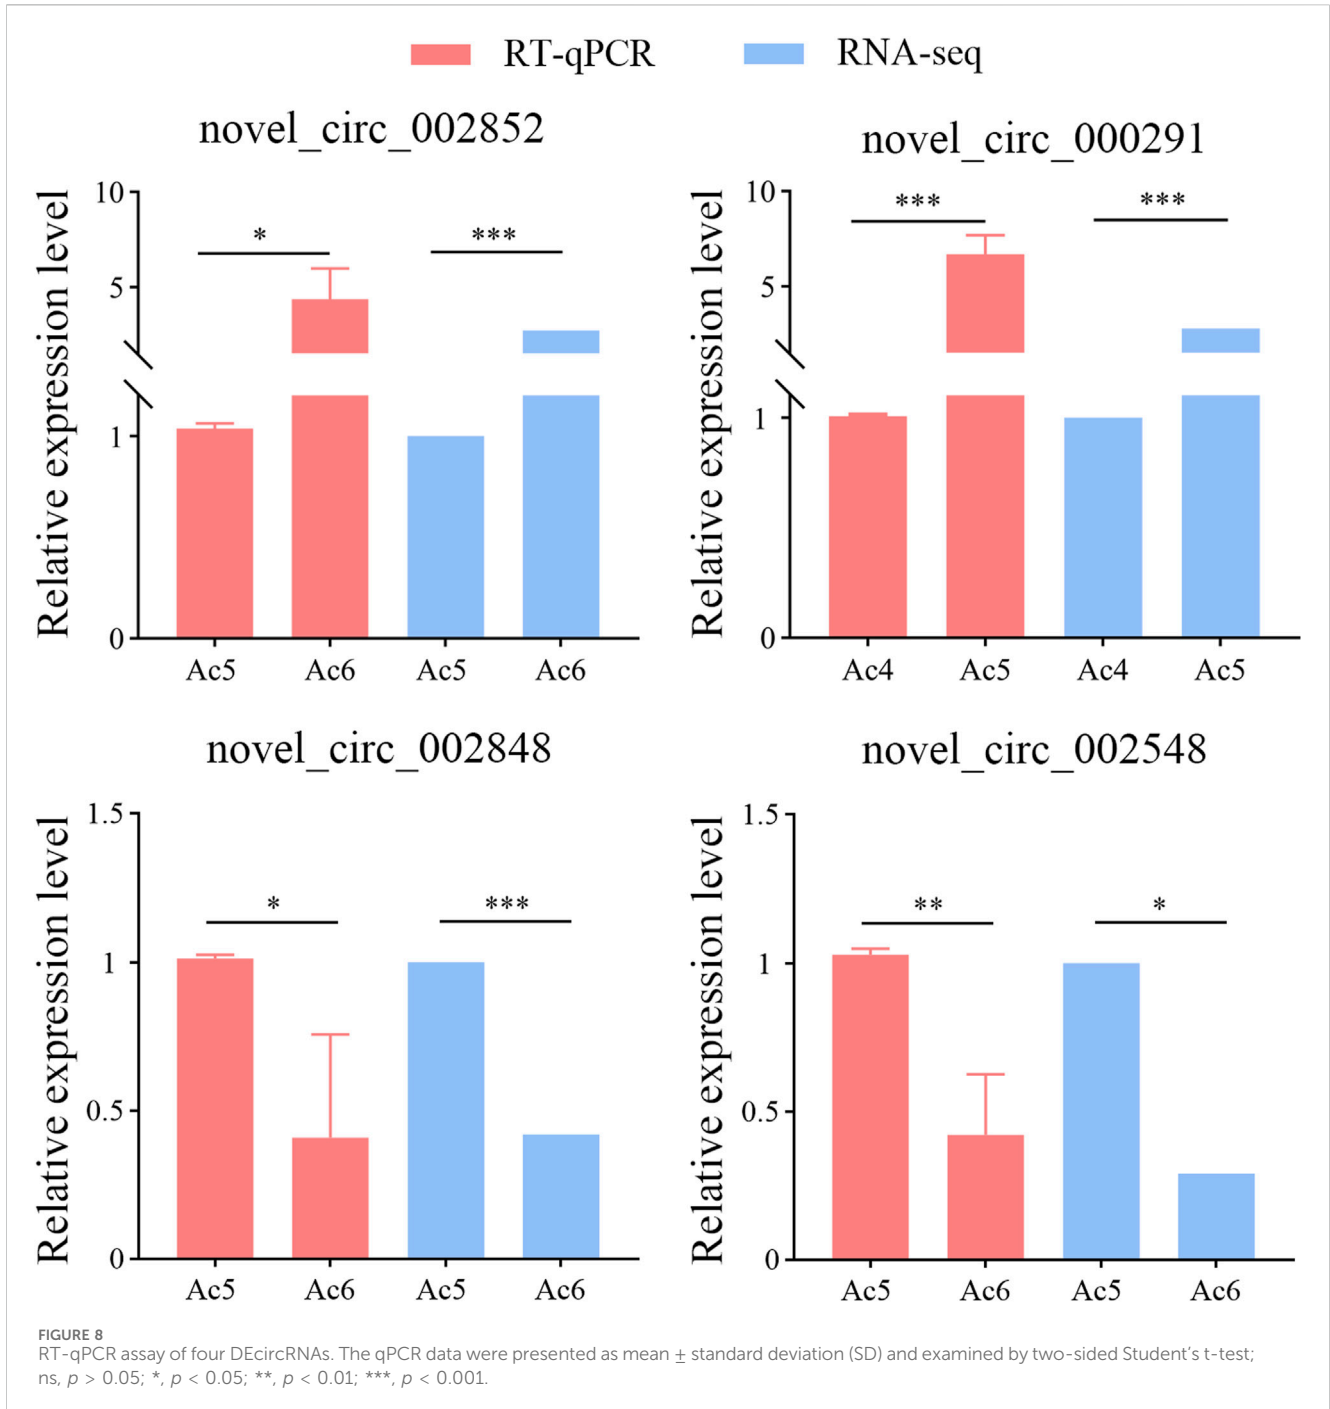 RT-qPCR RNA-seq
novel_circ_002852
Relative expression level
10
5
1
0
*
***
Ac5 Ac6 Ac5 Ac6
novel_circ_000291
Relative expression level
10
5
1
0
***
***
Ac4 Ac5 Ac4 Ac5
novel_circ_002848
Relative expression level
1.5
1
0.5
0
*
***
Ac5 Ac6 Ac5 Ac6
novel_circ_002548
Relative expression level
1.5
1
0.5
0
**
*
Ac5 Ac6 Ac5 Ac6
FIGURE 8
RT-qPCR assay of four DEcircRNAs. The qPCR data were presented as mean ± standard deviation (SD) and examined by two-sided Student's t-test;
ns, p > 0.05; *, p < 0.05; **, p < 0.01; ***, p < 0.001.